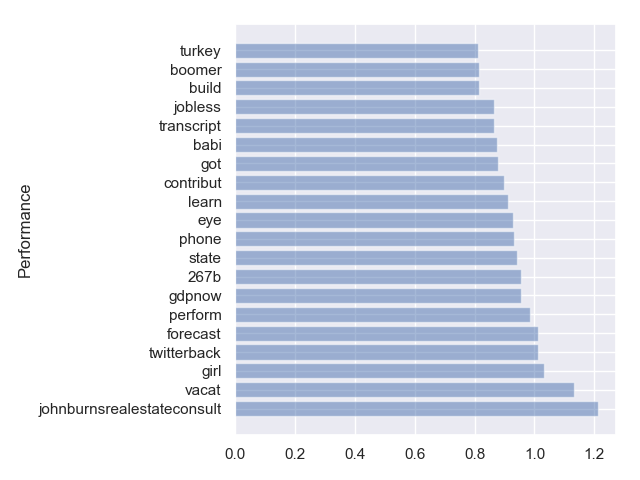 Performance
turkey
boomer
build
jobless
transcript
babi
got
contribut
learn
eye
phone
state
267b
gdpnow
perform
forecast
twitterback
girl
vacat
johnburnsrealestateconsult
0.0 0.2 0.4 0.6 0.8 1.0 1.2